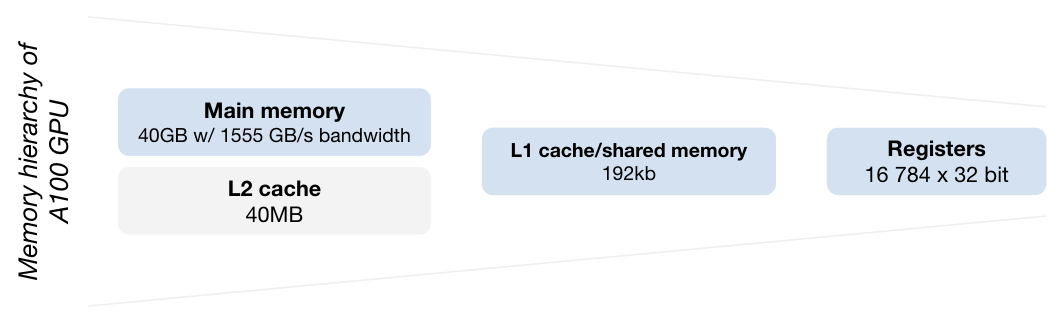 Memory hierarchy of
A100 GPU
Main memory
40GB w/ 1555 GB/s bandwidth
L2 cache
40MB
L1 cache/shared memory
192kb
Registers
16 784 x 32 bit